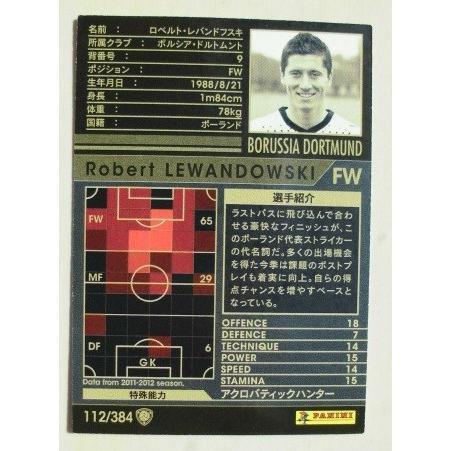 名前 : ロベルト・レバンドフスキ
所属クラブ : ボルシア・ドルトムント
背番号 : 9
ポジション : FW
生年月日 : 1988/8/21
身長 : 1m84cm
体重 : 78kg
国籍 : ポーランド
BORUSSIA DORTMUND
Robert LEWANDOWSKI FW
FW 65
MF 29
DF 6
GK
Data from 2011-2012 season.
特殊能力
選手紹介
ラストパスに飛び込んで合わ
せる豪快なフィニッシュが、こ
のポーランド代表ストライカー
の代名詞だ。多くの出場機会
を得た今季は課題のポストプ
レイも着実に向上。自らの得
点チャンスを増やすベースと
なっている。
OFFENCE 18
DEFENCE 7
TECHNIQUE 14
POWER 15
SPEED 14
STAMINA 15
アクロバティックハンター
112/384
PANINI